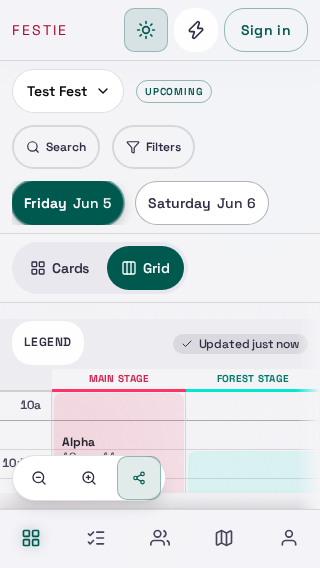 FESTIE
Sign in
Test Fest
UPCOMING
Search
Filters
Friday Jun 5
Saturday Jun 6
Cards
Grid
LEGEND
Updated just now
MAIN STAGE
FOREST STAGE
10a
Alpha